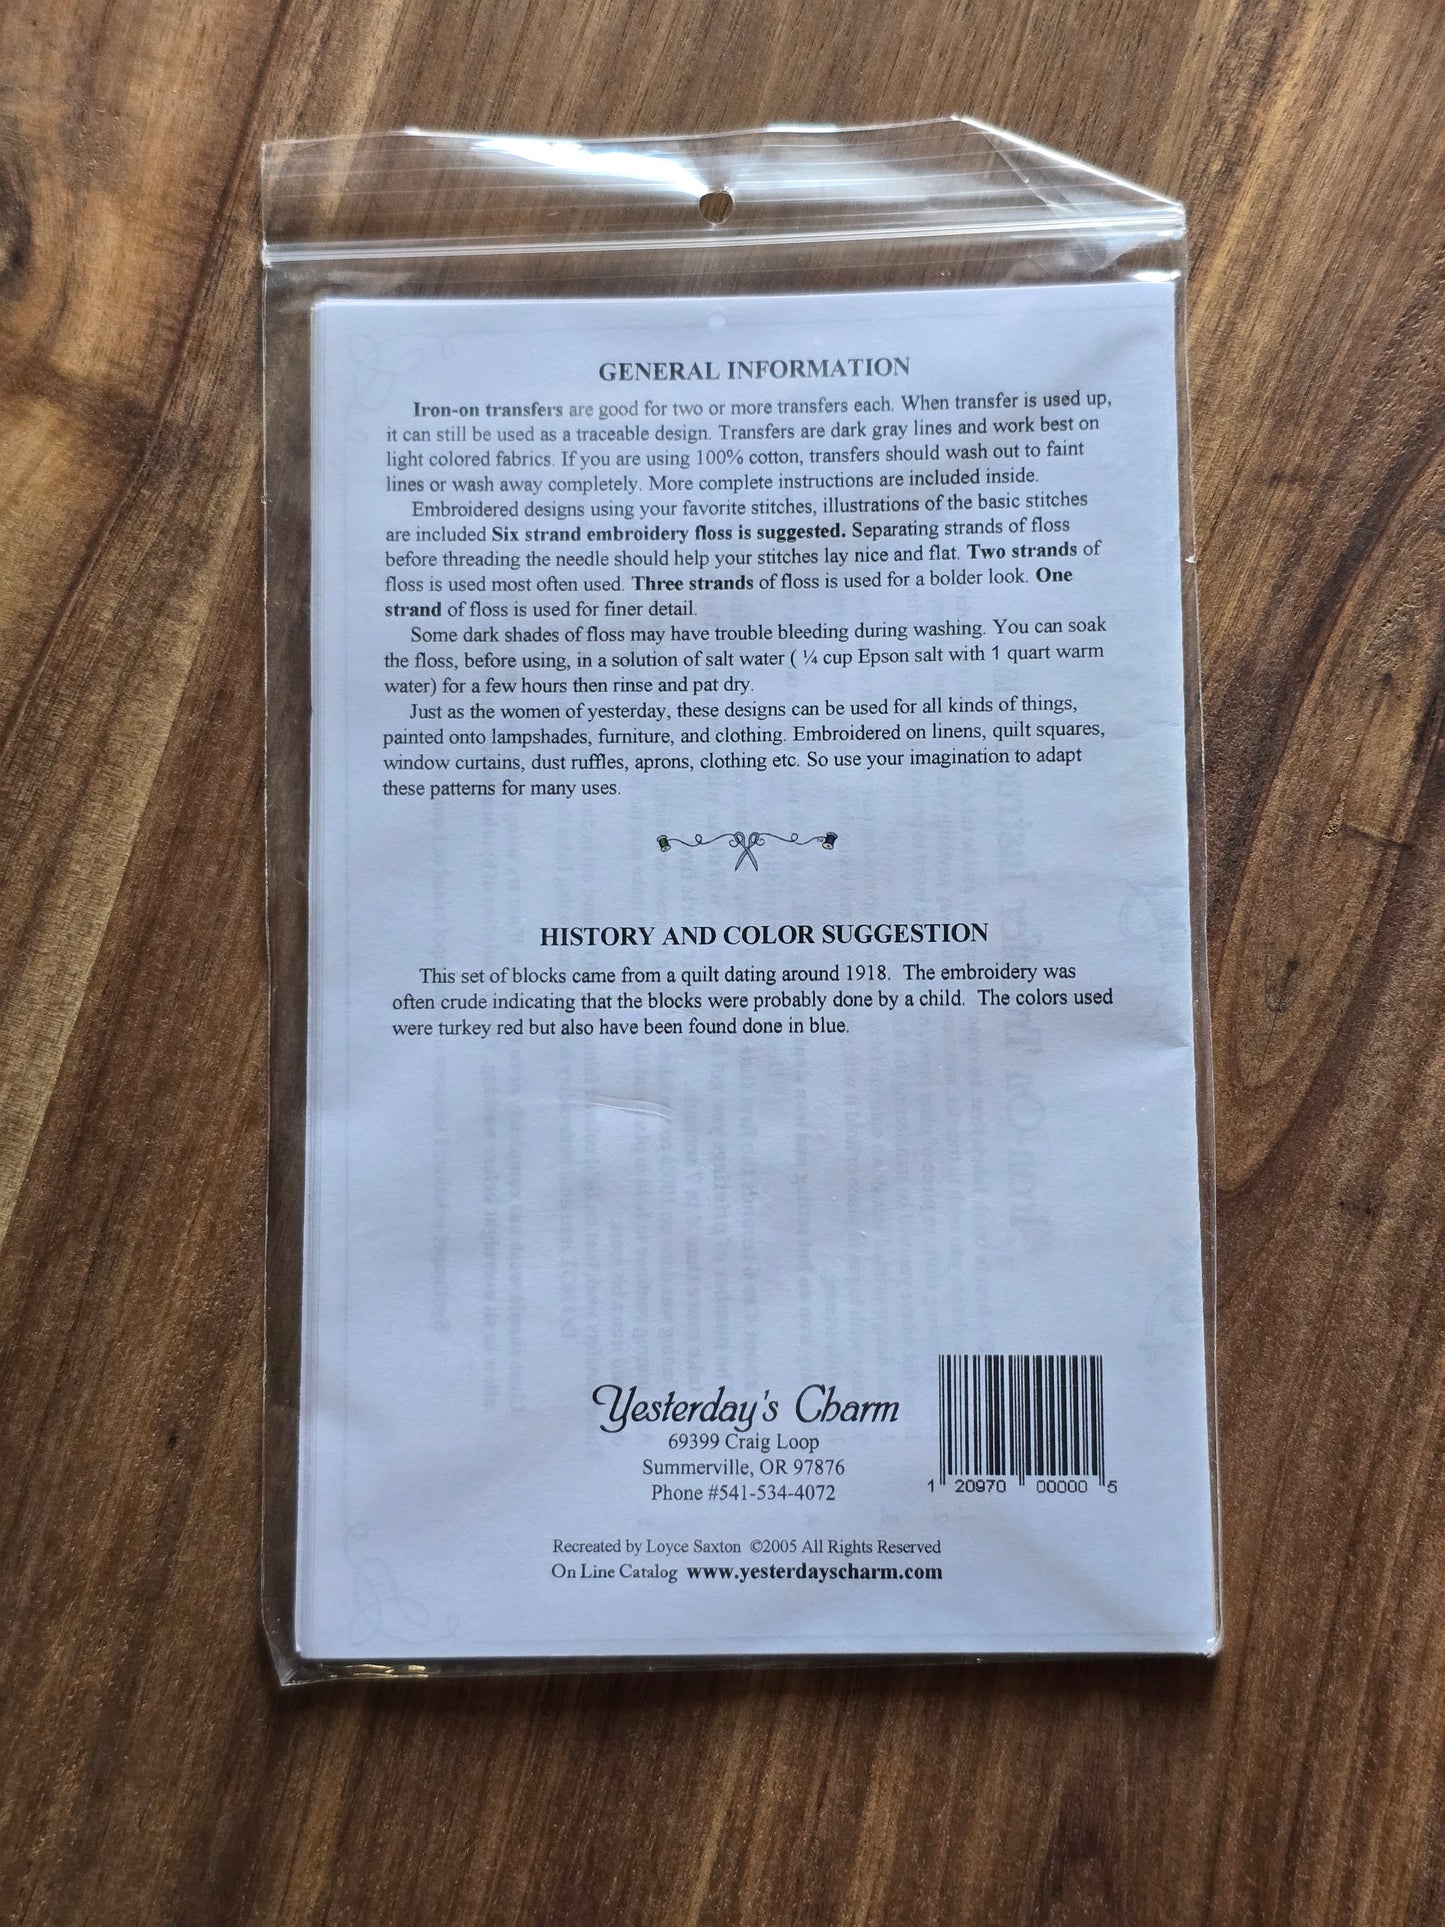 GENERAL INFORMATION
Iron-on transfers are good for two or more transfers each. When transfer is used up,
it can still be used as a traceable design. Transfers are dark gray lines and work best on
light colored fabrics. If you are using 100% cotton, transfers should wash out to faint
lines or wash away completely. More complete instructions are included inside.
Embroidered designs using your favorite stitches, illustrations of the basic stitches
are included Six strand embroidery floss is suggested. Separating strands of floss
before threading the needle should help your stitches lay nice and flat. Two strands of
floss is used most often used. Three strands of floss is used for a bolder look. One
strand of floss is used for finer detail.
Some dark shades of floss may have trouble bleeding during washing. You can soak
the floss, before using, in a solution of salt water ( ¼ cup Epson salt with 1 quart warm
water) for a few hours then rinse and pat dry.
Just as the women of yesterday, these designs can be used for all kinds of things,
painted onto lampshades, furniture, and clothing. Embroidered on linens, quilt squares,
window curtains, dust ruffles, aprons, clothing etc. So use your imagination to adapt
these patterns for many uses.
HISTORY AND COLOR SUGGESTION
This set of blocks came from a quilt dating around 1918. The embroidery was
often crude indicating that the blocks were probably done by a child. The colors used
were turkey red but also have been found done in blue.
Yesterday's Charm
69399 Craig Loop
Summerville, OR 97876
Phone #541-534-4072
1 20970 00000 5
Recreated by Loyce Saxton ©2005 All Rights Reserved
On Line Catalog www.yesterdayscharm.com